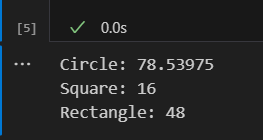 [5]
✓ 0.0s
...
Circle: 78.53975
Square: 16
Rectangle: 48